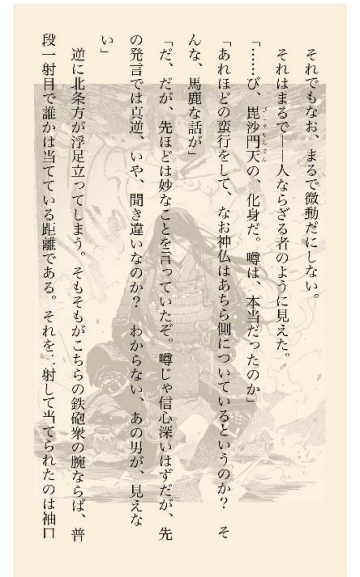 それでもなお、まるで微動だにしない。
それはまるで――人ならざる者のように見えた。
「……び、毘沙門天の、化身だ。噂は、本当だったのか」
「あれほどの蛮行をして、なお神仏はあちら側についているというのか？　そ
んな、馬鹿な話が」
「だ、だが、先ほどは妙なことを言っていたぞ。噂じゃ信心深いはずだが、先
の発言では真逆、いや、聞き違いなのか？　わからない、あの男が、見えな
い」
逆に北条方が浮足立ってしまう。そもそもがこちらの鉄砲衆の腕ならば、普
段一射目で誰かは当てている距離である。それを二射して当てられたのは袖口